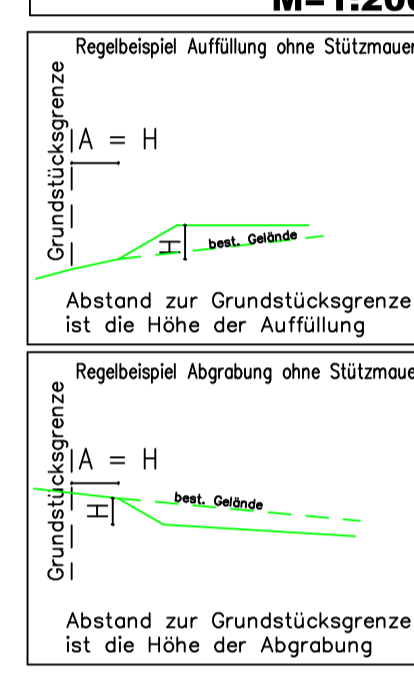 M=1:200
Regelbeispiel Auffüllung ohne Stützmauer
Grundstücksgrenze
A = H
H
best. Gelände
Abstand zur Grundstücksgrenze
ist die Höhe der Auffüllung
Regelbeispiel Abgrabung ohne Stützmaue
Grundstücksgrenze
A = H
H
best. Gelände
Abstand zur Grundstücksgrenze
ist die Höhe der Abgrabung